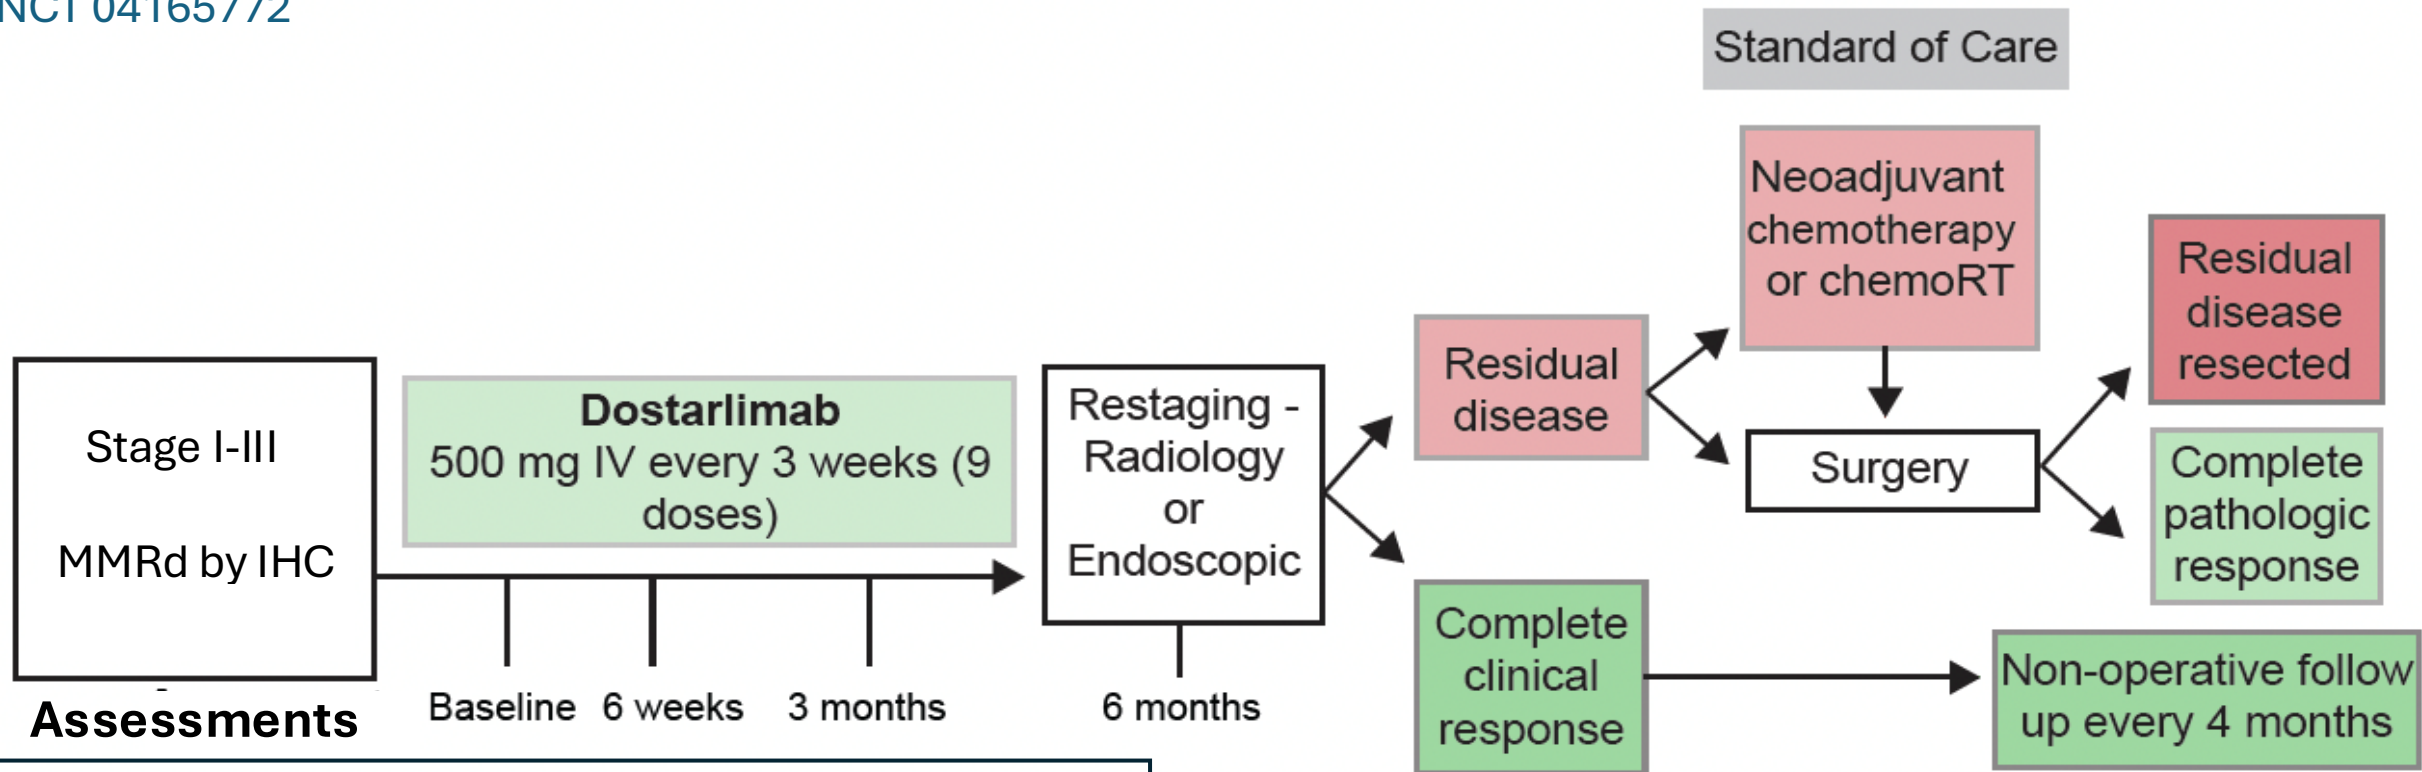 NCT 04165772
Standard of Care
Stage I-III
MMRd by IHC
Dostarlimab
500 mg IV every 3 weeks (9
doses)
Restaging -
Radiology
or
Endoscopic
Residual
disease
Neoadjuvant
chemotherapy
or chemoRT
Surgery
Residual
disease
resected
Complete
pathologic
response
Complete
clinical
response
Non-operative follow
up every 4 months
Assessments
Baseline
6 weeks
3 months
6 months